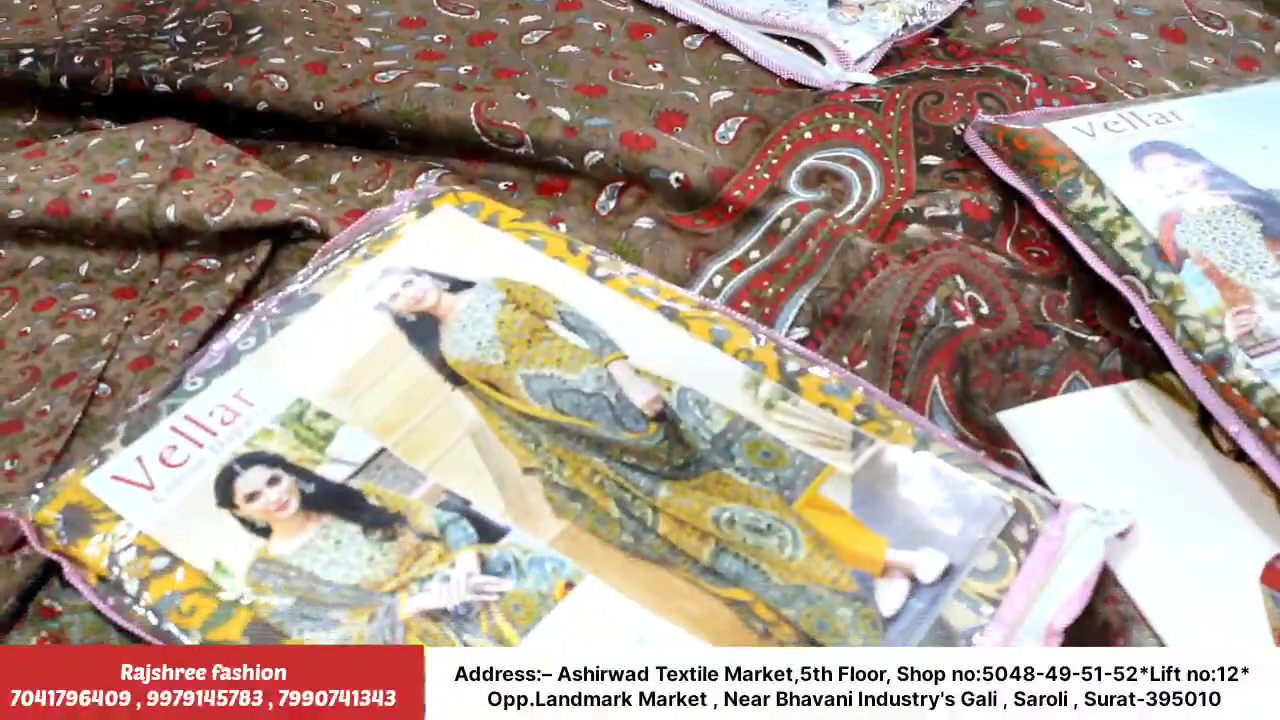 Vellar
Vellar
Rajshree fashion
7041796409 , 9979145783 , 7990741343
Address:– Ashirwad Textile Market,5th Floor, Shop no:5048-49-51-52*Lift no:12*
Opp.Landmark Market , Near Bhavani Industry's Gali , Saroli , Surat-395010